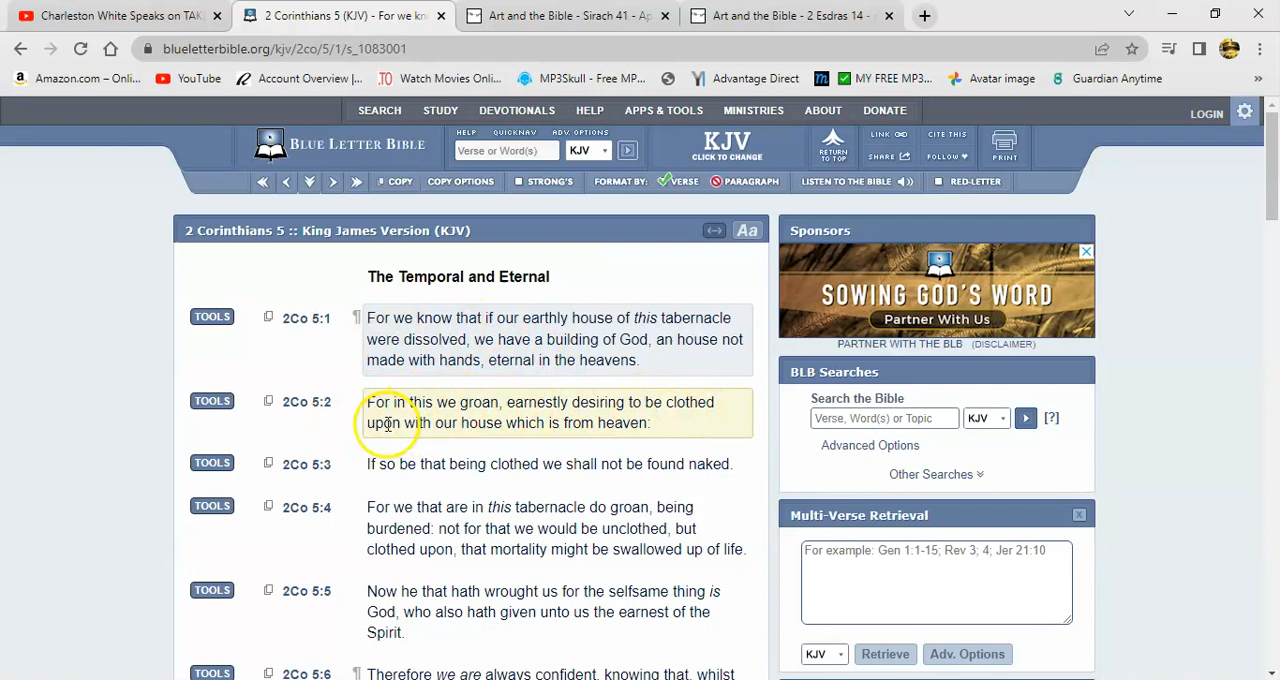 Charleston White Speaks on TAKE
2 Corinthians 5 (KJV) - For we kn
Art and the Bible - Sirach 41 - Ap
Art and the Bible - 2 Esdras 14 -
blueletterbible.org/kjv/2co/5/1/s_1083001
Amazon.com – Onli...
YouTube
Account Overview |...
Watch Movies Onlin...
MP3Skull - Free MP...
Advantage Direct
MY FREE MP3...
Avatar image
Guardian Anytime
»
SEARCH STUDY DEVOTIONALS HELP APPS & TOOLS MINISTRIES ABOUT DONATE
LOGIN
BLUE LETTER BIBLE
HELP QUICKNAV ADV. OPTIONS
Verse or Word(s) KJV
KJV
CLICK TO CHANGE
RETURN
TO TOP
LINK CITE THIS
SHARE FOLLOW
PRINT
COPY COPY OPTIONS STRONG'S FORMAT BY: VERSE PARAGRAPH LISTEN TO THE BIBLE RED-LETTER
2 Corinthians 5 :: King James Version (KJV)
Aa
The Temporal and Eternal
TOOLS 2Co 5:1 ¶ For we know that if our earthly house of this tabernacle
were dissolved, we have a building of God, an house not
made with hands, eternal in the heavens.
TOOLS 2Co 5:2 For in this we groan, earnestly desiring to be clothed
upon with our house which is from heaven:
TOOLS 2Co 5:3 If so be that being clothed we shall not be found naked.
TOOLS 2Co 5:4 For we that are in this tabernacle do groan, being
burdened: not for that we would be unclothed, but
clothed upon, that mortality might be swallowed up of life.
TOOLS 2Co 5:5 Now he that hath wrought us for the selfsame thing is
God, who also hath given unto us the earnest of the
Spirit.
TOOLS 2Co 5:6 ¶ Therefore we are always confident, knowing that, whilst
Sponsors
SOWING GOD'S WORD
Partner With Us
PARTNER WITH THE BLB (DISCLAIMER)
BLB Searches
Search the Bible
Verse, Word(s) or Topic KJV [?]
Advanced Options
Other Searches
Multi-Verse Retrieval
x
For example: Gen 1:1-15; Rev 3; 4; Jer 21:10
KJV Retrieve Adv. Options